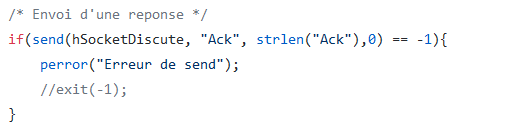 /* Envoi d'une reponse */
if(send(hSocketDiscute, "Ack", strlen("Ack"),0) == -1){
    perror("Erreur de send");
    //exit(-1);
}